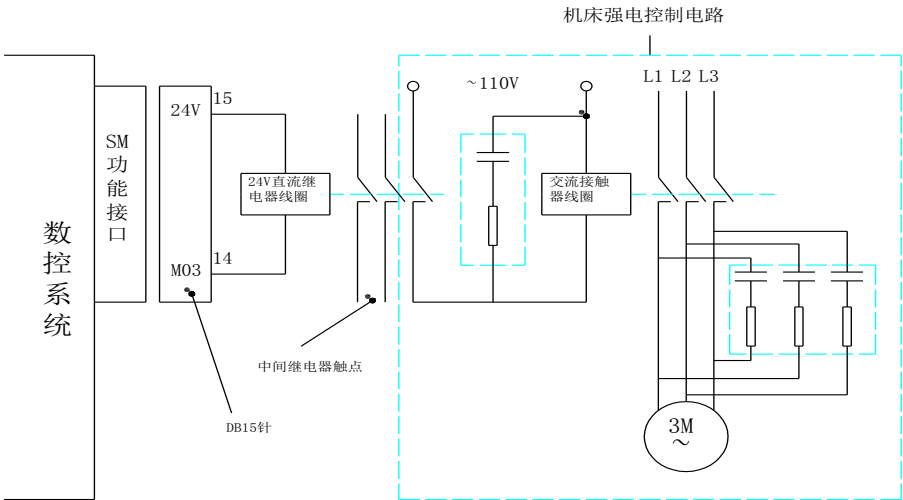 机床强电控制电路
~110V
L1 L2 L3
15
24V
SM
功
能
接
口
24V直流继
电器线圈
交流接触
器线圈
数
控
系
统
14
M03
中间继电器触点
DB15针
3M
~